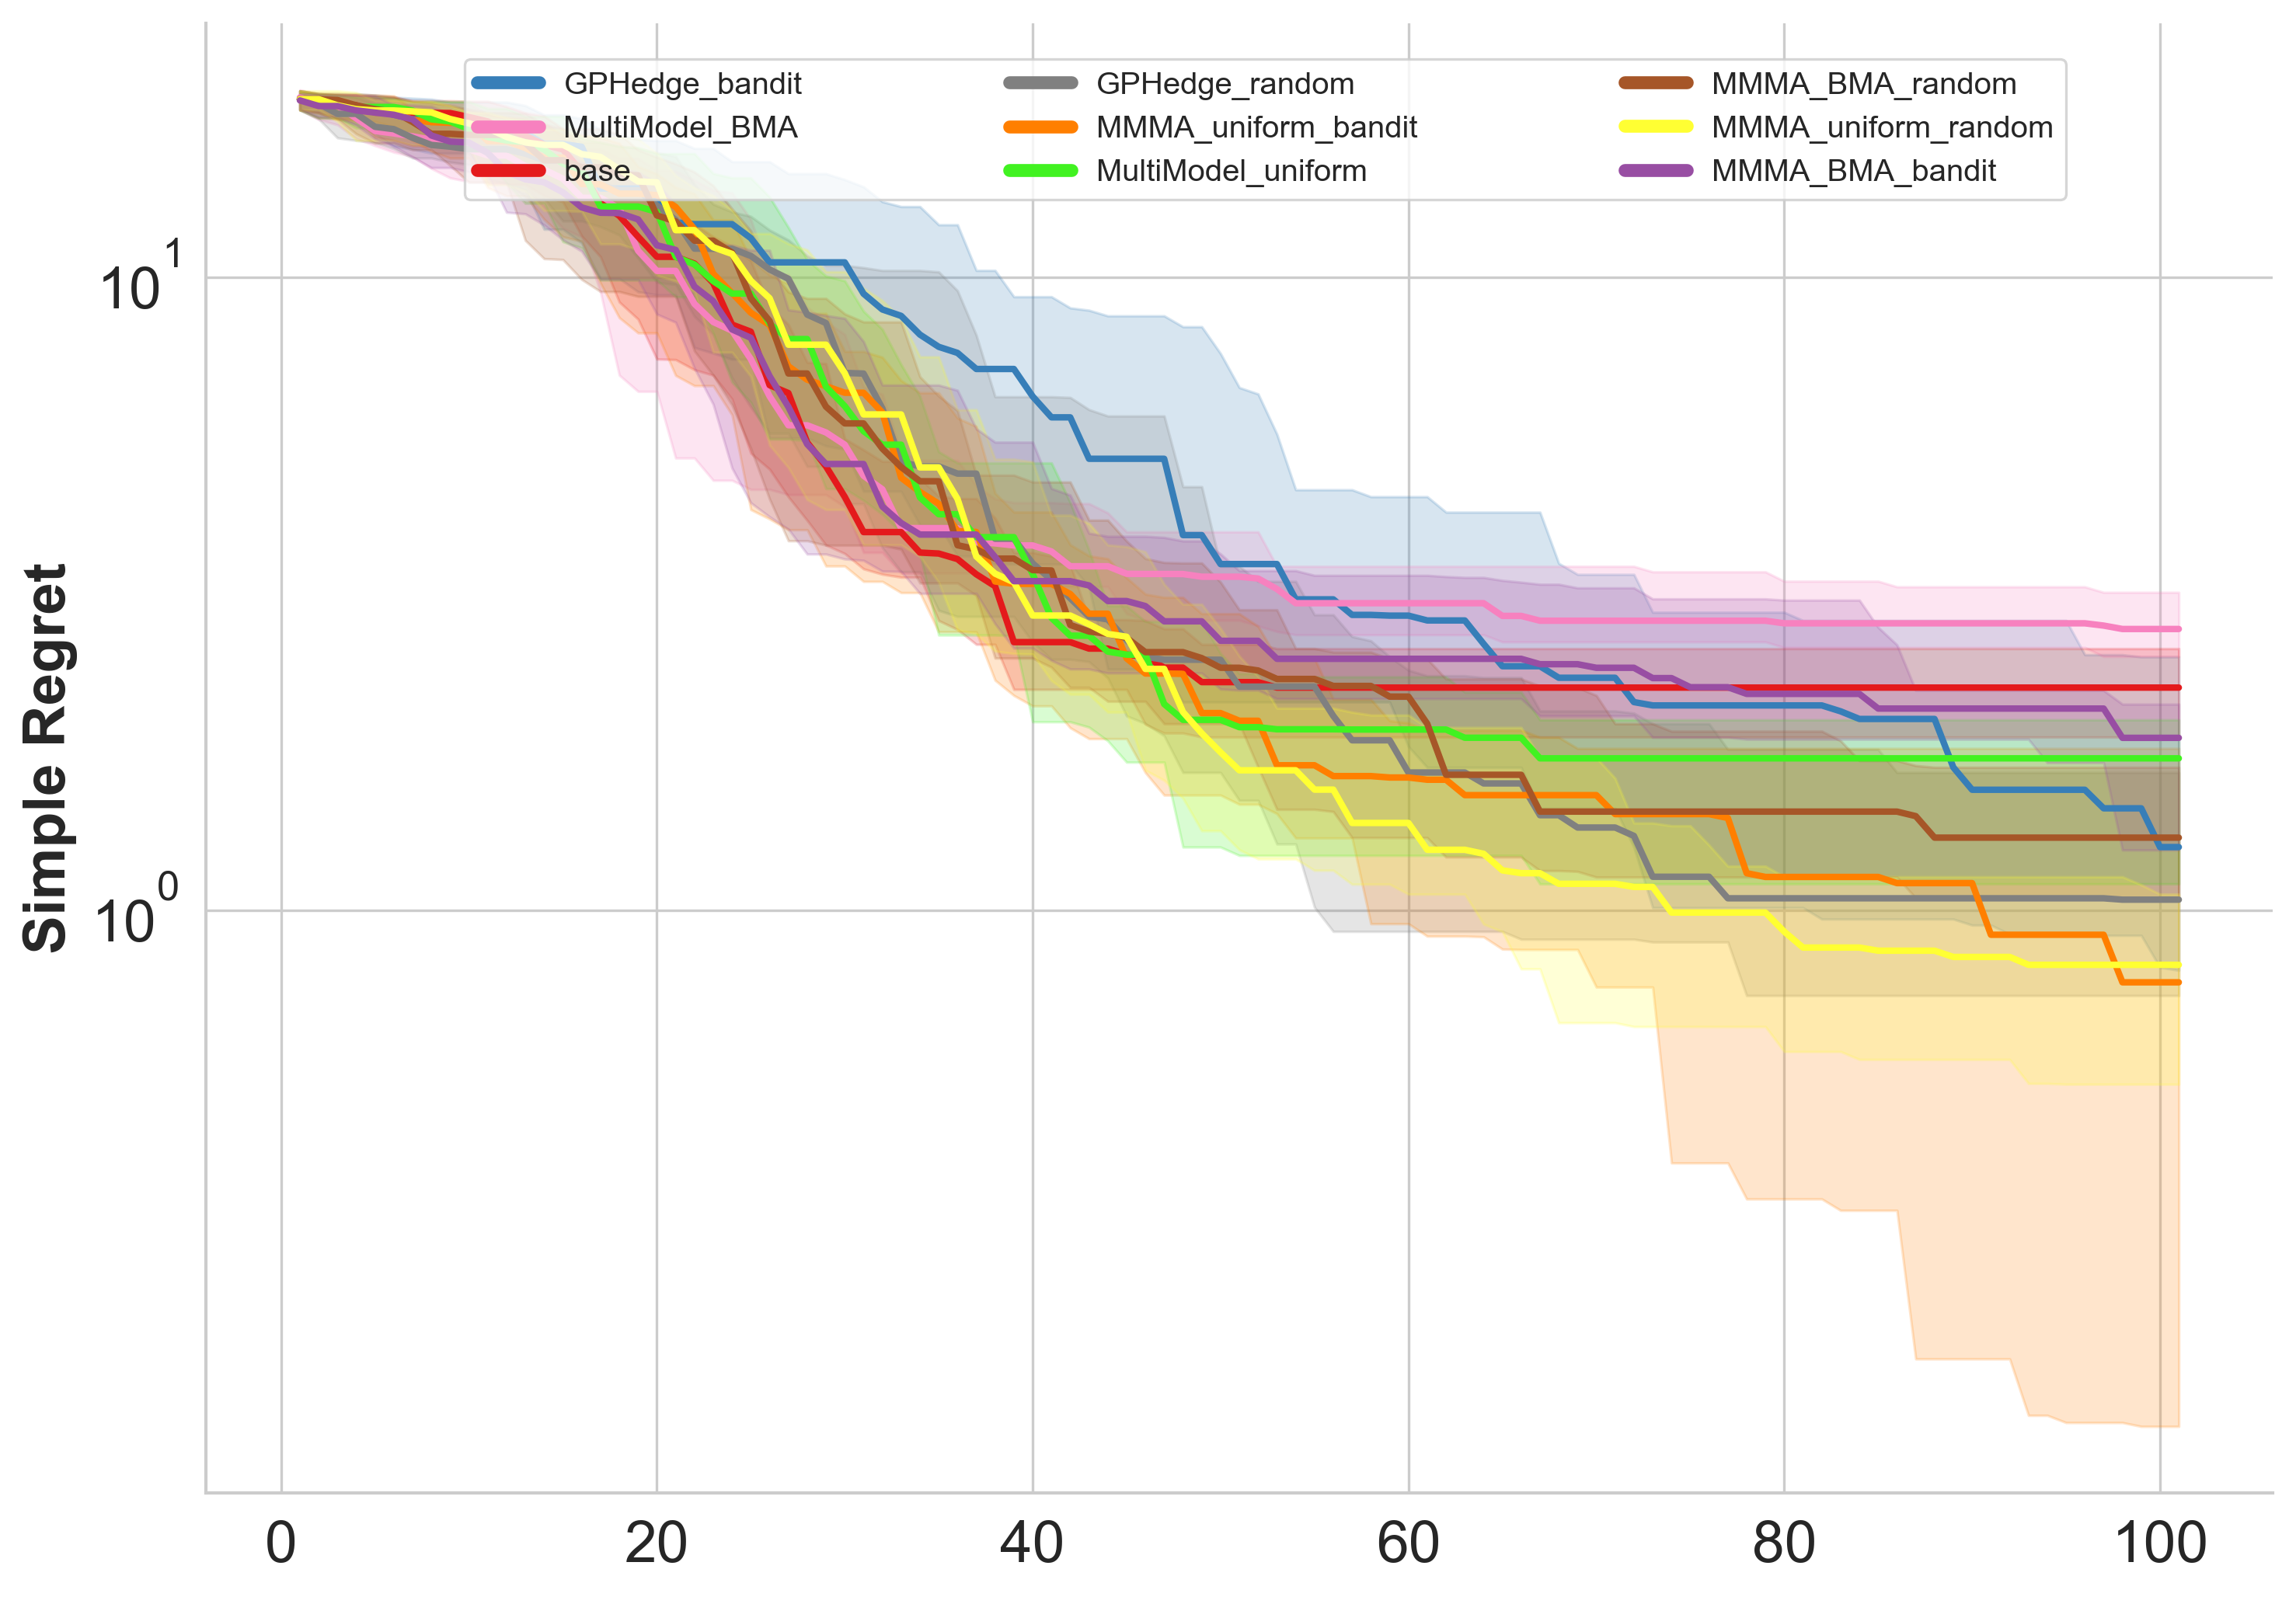 GPHedge_bandit
MultiModel_BMA
base
GPHedge_random
MMMA_uniform_bandit
MultiModel_uniform
MMMA_BMA_random
MMMA_uniform_random
MMMA_BMA_bandit
Simple Regret
10^1
10^0
0 20 40 60 80 100